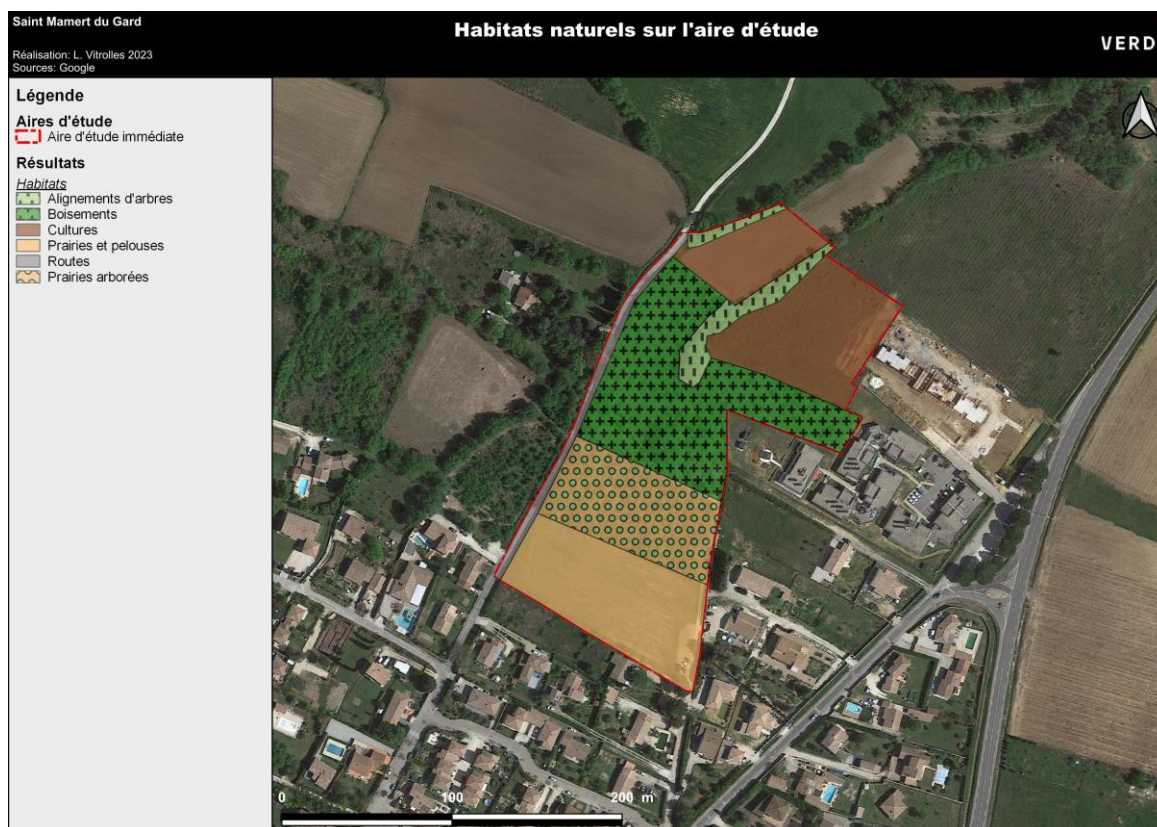 Saint Mamert du Gard
Habitats naturels sur l'aire d'étude
Réalisation: L. Vitrolles 2023
Sources: Google
VERD
Légende
Aires d'étude
Aire d'étude immédiate
Résultats
Habitats
Alignements d'arbres
Boisements
Cultures
Prairies et pelouses
Routes
Prairies arborées
0 100 200 m